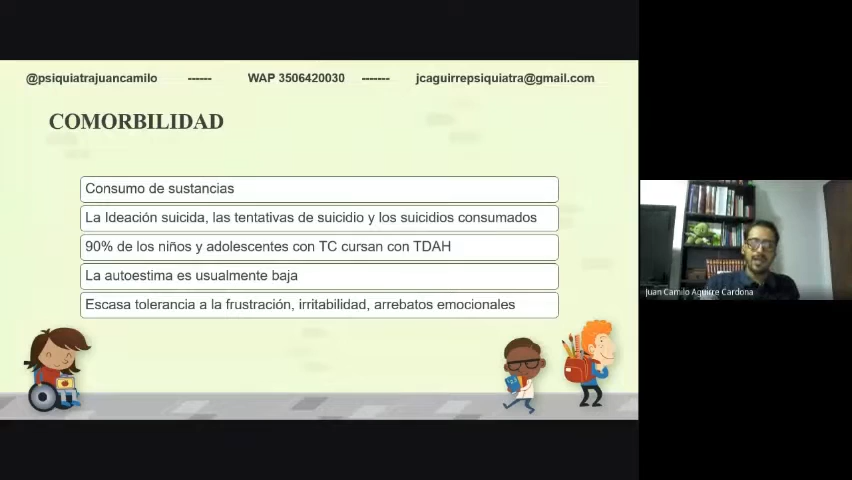 @psiquiatrajuancamilo ------ WAP 3506420030 ------- jcaguirrepsiquiatra@gmail.com
COMORBILIDAD
Consumo de sustancias
La Ideación suicida, las tentativas de suicidio y los suicidios consumados
90% de los niños y adolescentes con TC cursan con TDAH
La autoestima es usualmente baja
Escasa tolerancia a la frustración, irritabilidad, arrebatos emocionales
Juan Camilo Aguirre Cardona